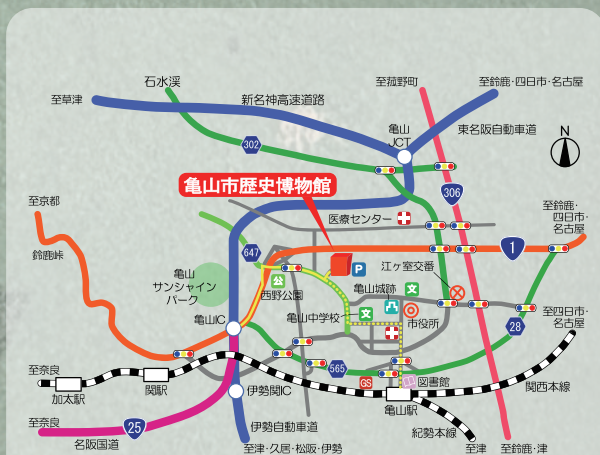 石水渓
至菰野町
至鈴鹿・四日市・名古屋
至草津
新名神高速道路
亀山
JCT
東名阪自動車道
N
302
亀山市歴史博物館
306
至京都
医療センター
至鈴鹿・
四日市・
名古屋
鈴鹿峠
647
1
P
亀山
サンシャイン
パーク
公
西野公園
亀山城跡
文
江ヶ室交番
亀山中学校
文
市役所
亀山IC
至四日市・
名古屋
28
至奈良
関駅
加太駅
565
GS
図書館
関西本線
伊勢関IC
亀山駅
至奈良
25
名阪国道
伊勢自動車道
紀勢本線
至津・久居・松阪・伊勢
至津
至鈴鹿・津